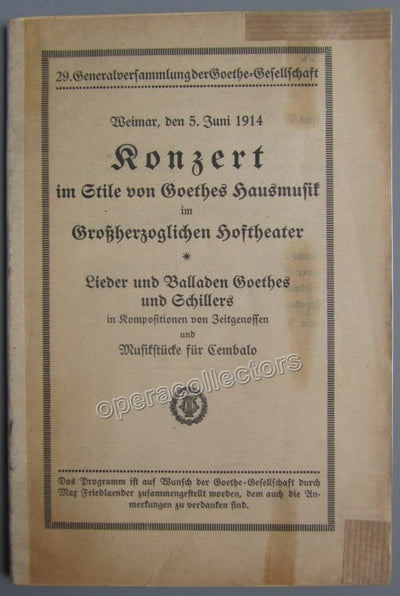 29. Generalversammlung der Goethe-Gesellschaft
Weimar, den 5. Juni 1914
Konzert
im Stile von Goethes Hausmusik
im
Großherzoglichen Hoftheater
*
Lieder und Balladen Goethes
und Schillers
in Kompositionen von Zeitgenossen
und
Musikstücke für Cembalo
operacollectors
Das Programm ist auf Wunsch der Goethe-Gesellschaft durch
Max Friedlaender zusammengestellt worden, dem auch die An-
merkungen zu verdanken sind.